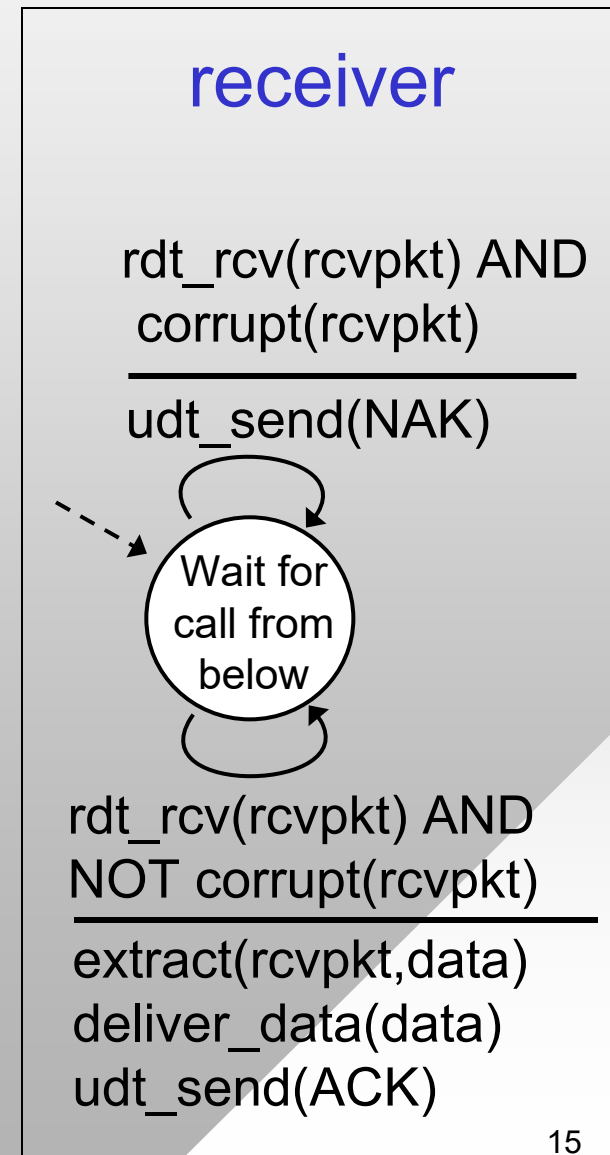 receiver
rdt_rcv(rcvpkt) AND
corrupt(rcvpkt)
udt_send(NAK)
Wait for
call from
below
rdt_rcv(rcvpkt) AND
NOT corrupt(rcvpkt)
extract(rcvpkt,data)
deliver_data(data)
udt_send(ACK)
15